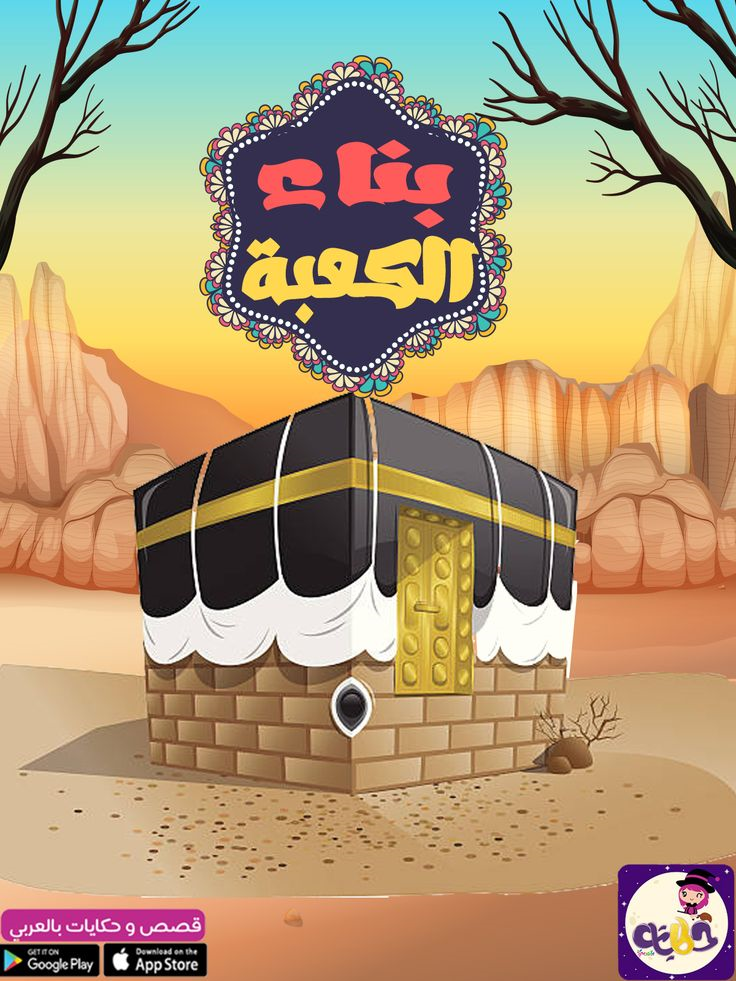 بناء
الكعبة
قصص و حكايات بالعربي
GET IT ON
Google Play
Download on the
App Store